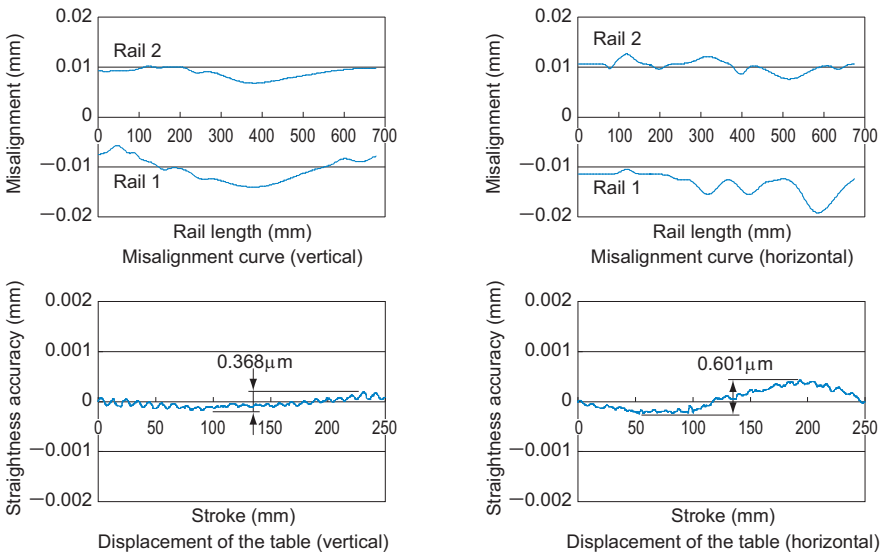 Misalignment (mm)
0.02
0.01
0
−0.01
−0.02
Rail 2
Rail 1
0 100 200 300 400 500 600 700
Rail length (mm)
Misalignment curve (vertical)
Misalignment (mm)
0.02
0.01
0
−0.01
−0.02
Rail 2
Rail 1
0 100 200 300 400 500 600 700
Rail length (mm)
Misalignment curve (horizontal)
Straightness accuracy (mm)
0.002
0.001
0
−0.001
−0.002
0.368μm
0 50 100 150 200 250
Stroke (mm)
Displacement of the table (vertical)
Straightness accuracy (mm)
0.002
0.001
0
−0.001
−0.002
0.601μm
0 50 100 150 200 250
Stroke (mm)
Displacement of the table (horizontal)